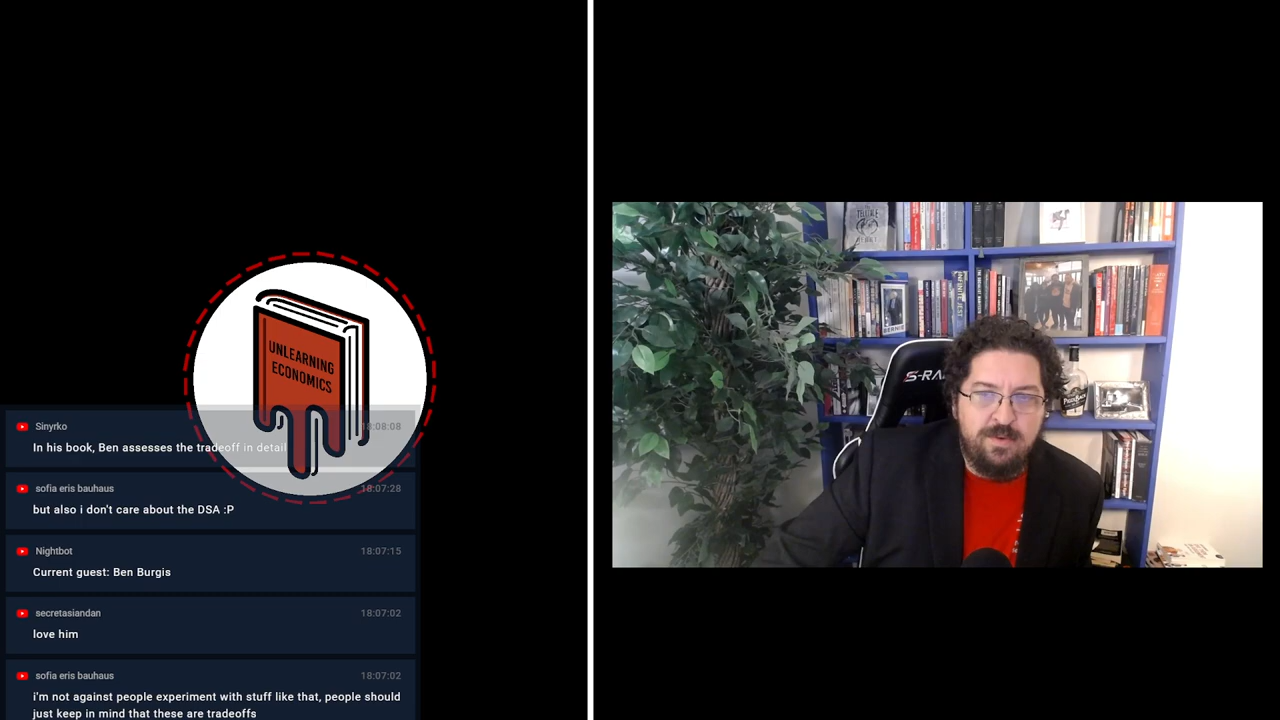 UNLEARNING
ECONOMICS
Sinyrko
18:08:08
In his book, Ben assesses the tradeoff in detail
sofia eris bauhaus
18:07:28
but also i don't care about the DSA :P
Nightbot
18:07:15
Current guest: Ben Burgis
secretasiandan
18:07:02
love him
sofia eris bauhaus
18:07:02
i'm not against people experiment with stuff like that, people should
just keep in mind that these are tradeoffs
BERNIE
INFINITE JEST
S-RA